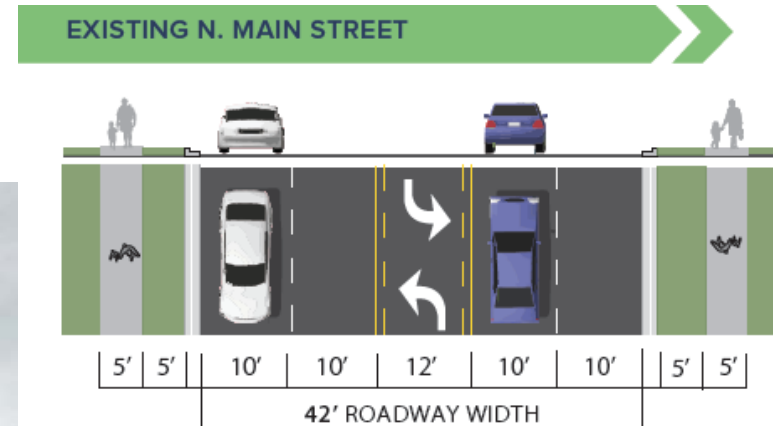 EXISTING N. MAIN STREET
5' 5' 10' 10' 12' 10' 10' 5' 5'
42' ROADWAY WIDTH